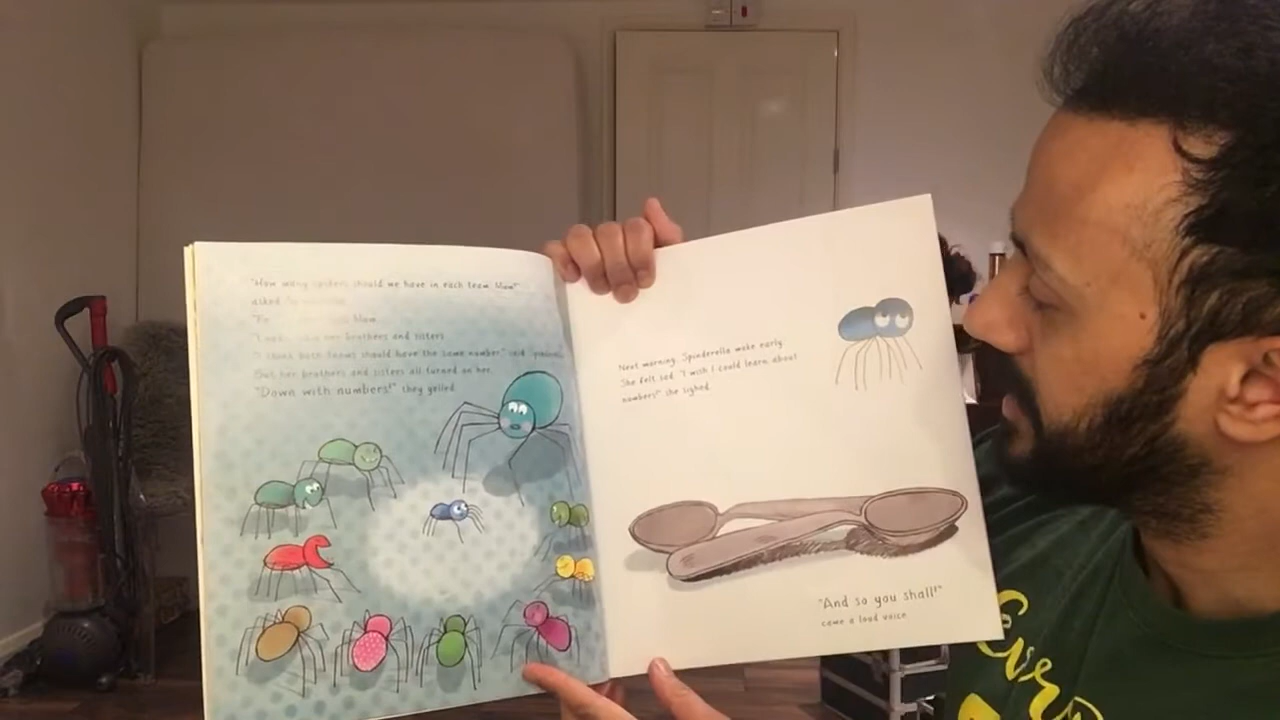 "How many spiders should we have in each team, Mum?"
asked
Mum.
her brothers and sisters
"I think both teams should have the same number," said
But her brothers and sisters all turned on her.
"Down with numbers!" they yelled.
Next morning, Spinderella woke early.
She felt sad. "I wish I could learn about
numbers!" she sighed.
"And so you shall!"
came a loud voice.